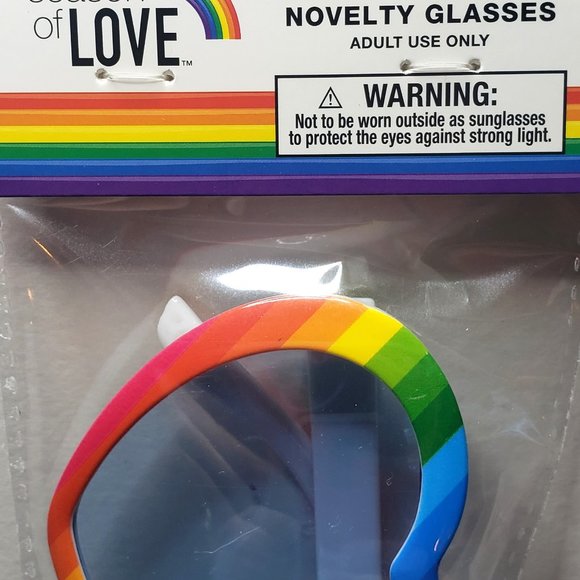 of LOVE™
NOVELTY GLASSES
ADULT USE ONLY
WARNING:
Not to be worn outside as sunglasses
to protect the eyes against strong light.